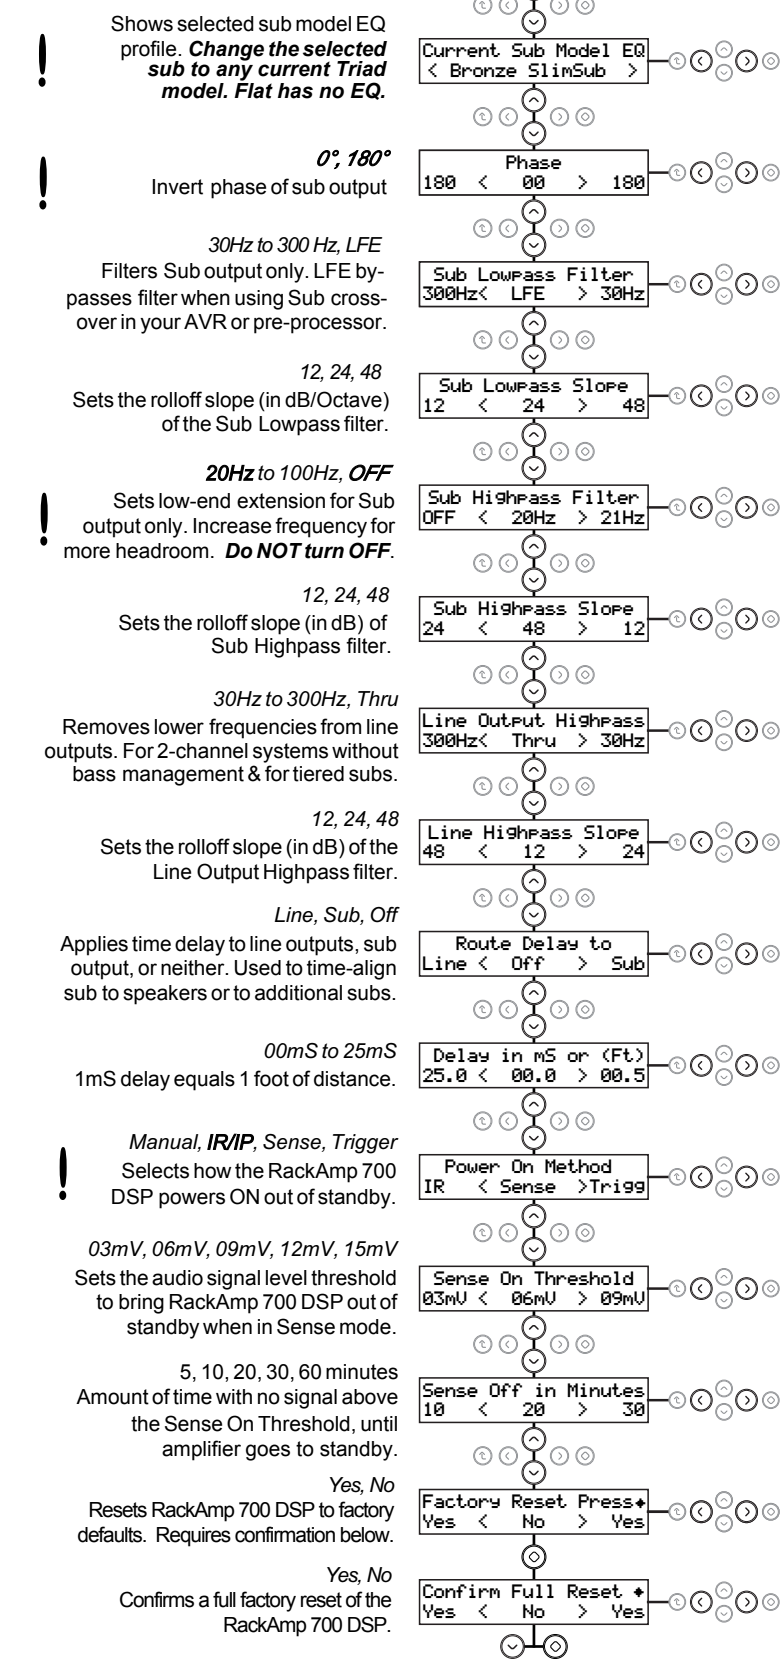 Shows selected sub model EQ
profile. Change the selected
sub to any current Triad
model. Flat has no EQ.
!
Current Sub Model EQ
< Bronze SlimSub >
0°, 180°
Invert phase of sub output
!
Phase
180 < 00 > 180
30Hz to 300 Hz, LFE
Filters Sub output only. LFE by-
passes filter when using Sub cross-
over in your AVR or pre-processor.
Sub Lowpass Filter
300Hz< LFE > 30Hz
12, 24, 48
Sets the rolloff slope (in dB/Octave)
of the Sub Lowpass filter.
Sub Lowpass Slope
12 < 24 > 48
20Hz to 100Hz, OFF
Sets low-end extension for Sub
output only. Increase frequency for
more headroom. Do NOT turn OFF.
!
Sub Highpass Filter
OFF < 20Hz > 21Hz
12, 24, 48
Sets the rolloff slope (in dB) of
Sub Highpass filter.
Sub Highpass Slope
24 < 48 > 12
30Hz to 300Hz, Thru
Removes lower frequencies from line
outputs. For 2-channel systems without
bass management & for tiered subs.
Line Output Highpass
300Hz< Thru > 30Hz
12, 24, 48
Sets the rolloff slope (in dB) of the
Line Output Highpass filter.
Line Highpass Slope
48 < 12 > 24
Line, Sub, Off
Applies time delay to line outputs, sub
output, or neither. Used to time-align
sub to speakers or to additional subs.
Route Delay to
Line < Off > Sub
00mS to 25mS
1mS delay equals 1 foot of distance.
Delay in mS or (Ft)
25.0 < 00.0 > 00.5
Manual, IR/IP, Sense, Trigger
Selects how the RackAmp 700
DSP powers ON out of standby.
!
Power On Method
IR < Sense >Trigg
03mV, 06mV, 09mV, 12mV, 15mV
Sets the audio signal level threshold
to bring RackAmp 700 DSP out of
standby when in Sense mode.
Sense On Threshold
03mV < 06mV > 09mV
5, 10, 20, 30, 60 minutes
Amount of time with no signal above
the Sense On Threshold, until
amplifier goes to standby.
Sense Off in Minutes
10 < 20 > 30
Yes, No
Resets RackAmp 700 DSP to factory
defaults. Requires confirmation below.
Factory Reset Press◆
Yes < No > Yes
Yes, No
Confirms a full factory reset of the
RackAmp 700 DSP.
Confirm Full Reset ◆
Yes < No > Yes